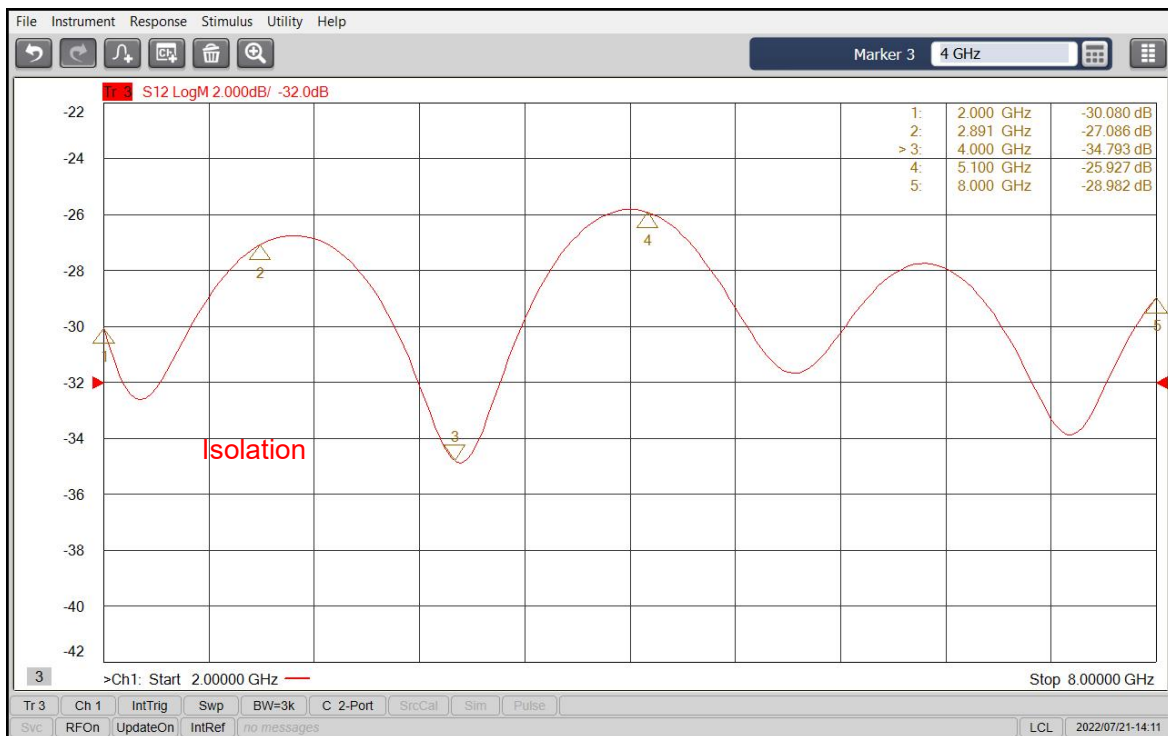 File Instrument Response Stimulus Utility Help
Marker 3 4 GHz
Tr 3 S12 LogM 2.000dB/ -32.0dB
1: 2.000 GHz -30.080 dB
2: 2.891 GHz -27.086 dB
> 3: 4.000 GHz -34.793 dB
4: 5.100 GHz -25.927 dB
5: 8.000 GHz -28.982 dB
-22
-24
-26
-28
-30
-32
-34
-36
-38
-40
-42
1
2
3
4
5
Isolation
3 >Ch1: Start 2.00000 GHz Stop 8.00000 GHz
Tr 3 Ch 1 IntTrig Swp BW=3k C 2-Port SrcCal Sim Pulse
Svc RFOn UpdateOn IntRef no messages LCL 2022/07/21-14:11